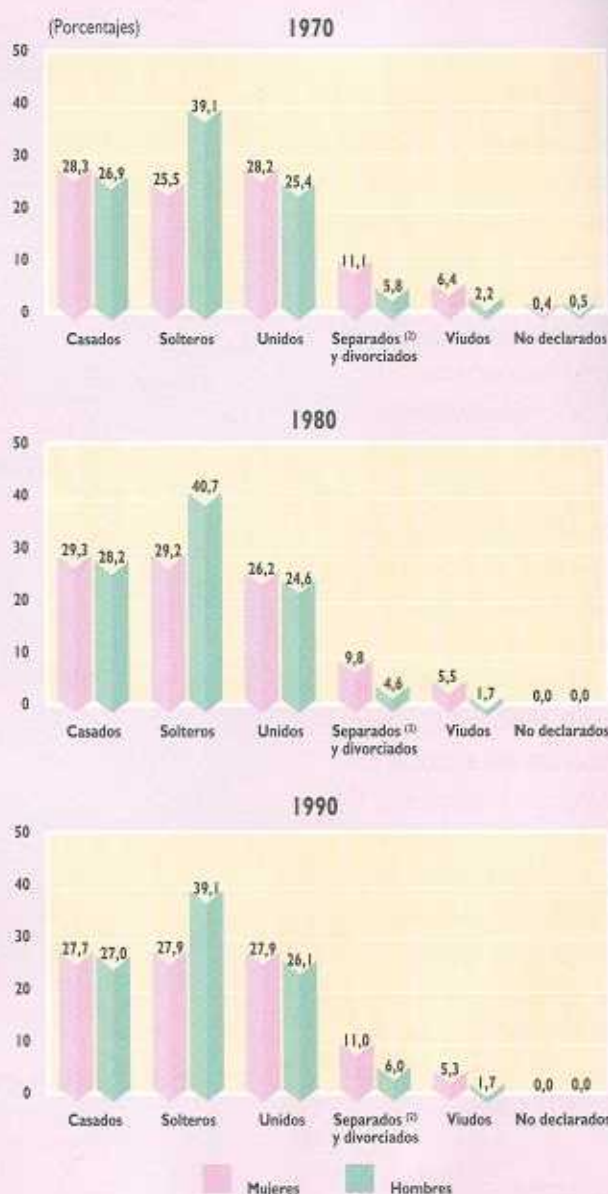 (Porcentajes)
1970
50
40
30
20
10
0
28,3
26,9
25,5
39,1
28,2
25,4
11,1
5,8
6,4
2,2
0,4
0,5
Casados
Solteros
Unidos
Separados (2)
y divorciados
Viudos
No declarados
1980
50
40
30
20
10
0
29,3
28,2
29,2
40,7
26,2
24,6
9,8
4,6
5,5
1,7
0,0
0,0
Casados
Solteros
Unidos
Separados (2)
y divorciados
Viudos
No declarados
1990
50
40
30
20
10
0
27,7
27,0
27,9
39,1
27,9
26,1
11,0
6,0
5,3
1,7
0,0
0,0
Casados
Solteros
Unidos
Separados (2)
y divorciados
Viudos
No declarados
Mujeres
Hombres